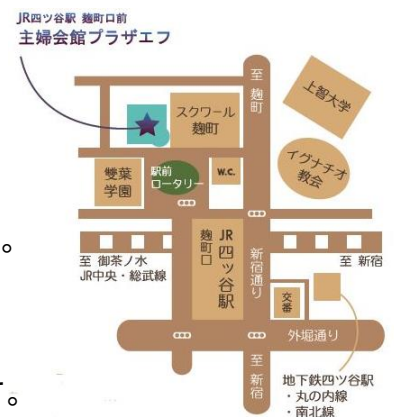 JR四ツ谷駅 麹町口前
主婦会館プラザエフ
至 麹町
上智大学
スクワール
麹町
イグナチオ
教会
雙葉
学園
駅前
ロータリー
W.C.
。
JR四ツ谷駅
麹町口
新宿通り
至 御茶ノ水
JR中央・総武線
至 新宿
交番
外堀通り
至 新宿
地下鉄四ツ谷駅
・丸の内線
・南北線
。